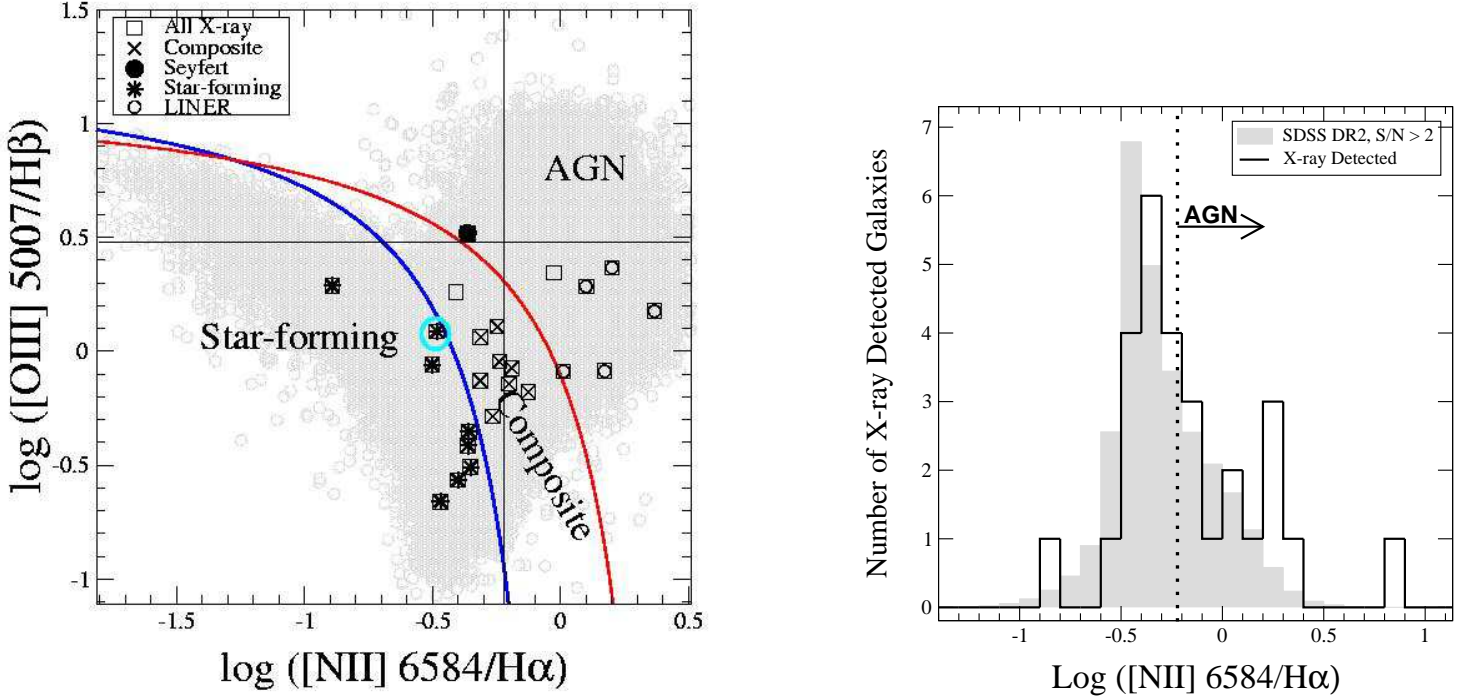 1.5
1
0.5
0
-0.5
-1
log ([OIII] 5007/Hβ)
All X-ray
Composite
Seyfert
Star-forming
LINER
AGN
Star-forming
Composite
-1.5
-1
-0.5
0
0.5
log ([NII] 6584/Hα)
7
6
5
4
3
2
1
0
Number of X-ray Detected Galaxies
SDSS DR2, S/N > 2
X-ray Detected
AGN
-1
-0.5
0
0.5
1
Log ([NII] 6584/Hα)